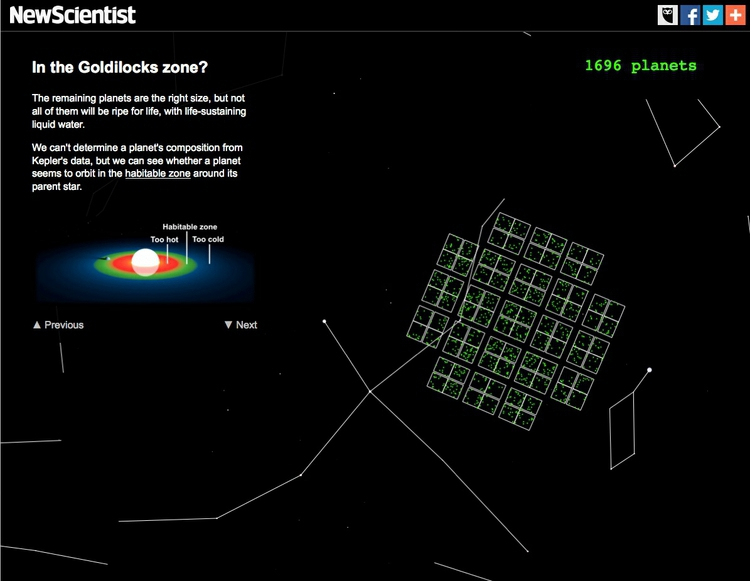 NewScientist
In the Goldilocks zone?
1696 planets
The remaining planets are the right size, but not
all of them will be ripe for life, with life-sustaining
liquid water.
We can't determine a planet's composition from
Kepler's data, but we can see whether a planet
seems to orbit in the habitable zone around its
parent star.
Habitable zone
Too hot
Too cold
▲ Previous
▼ Next